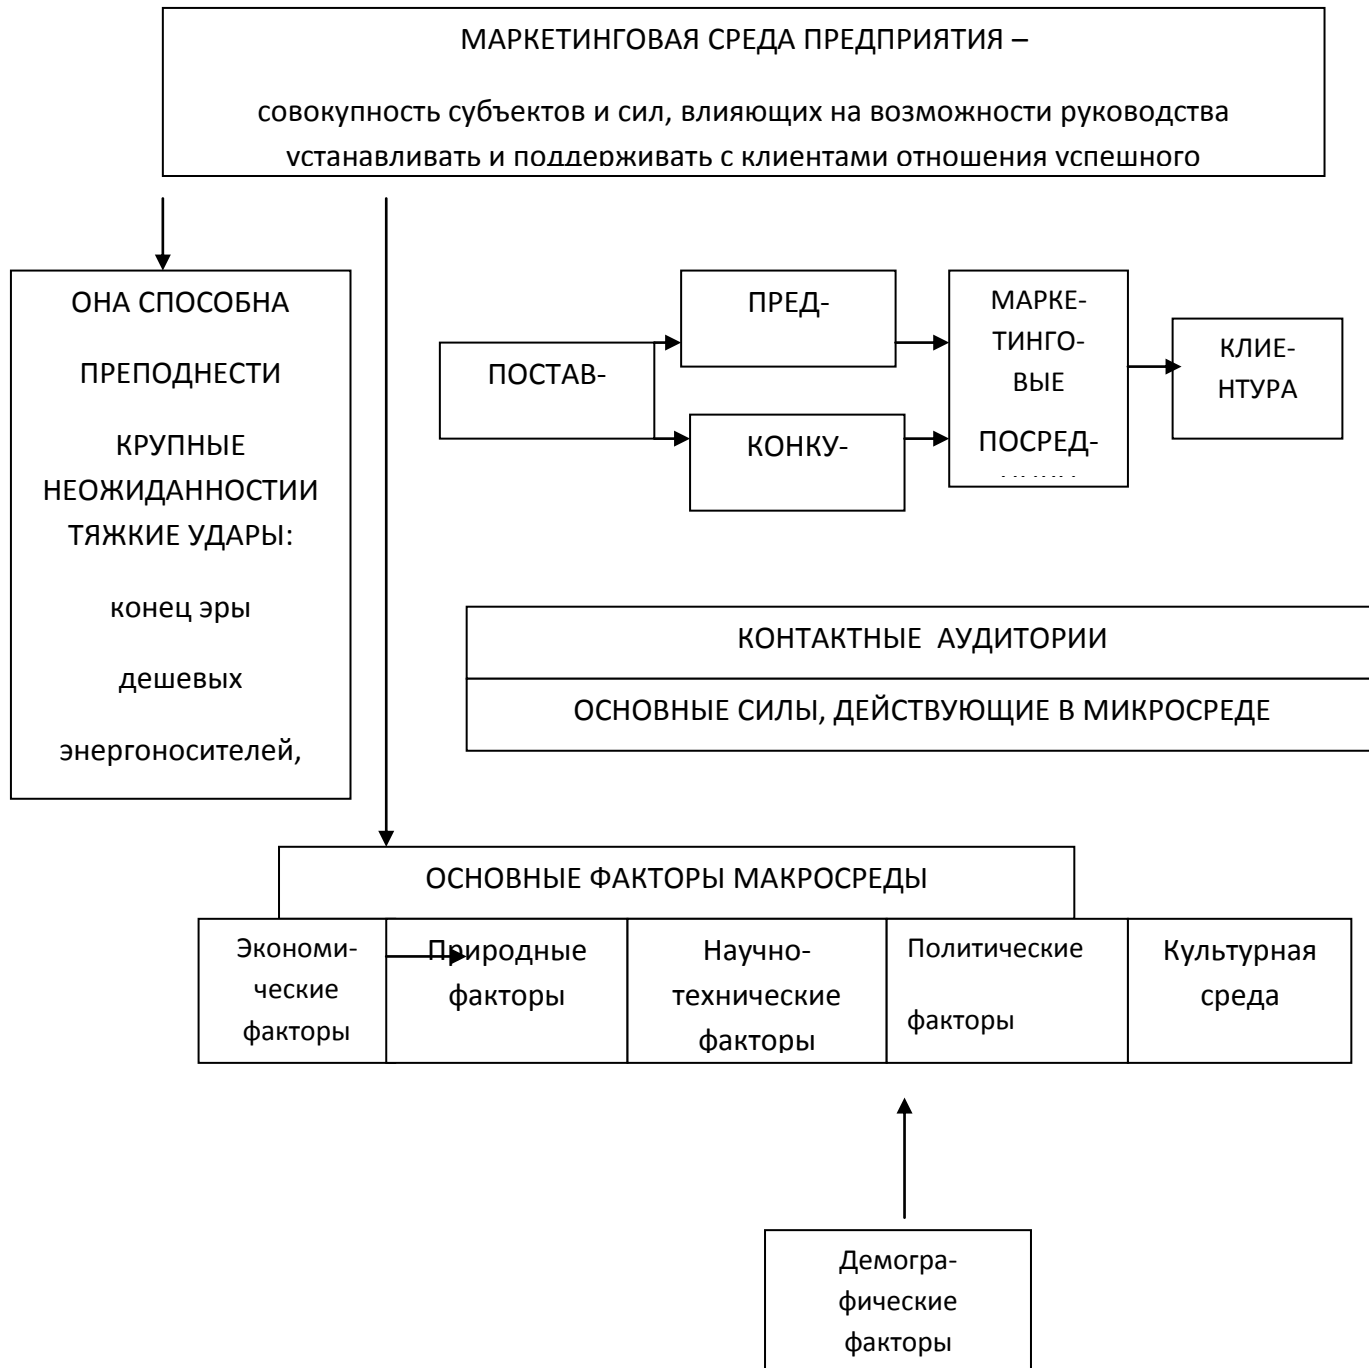 МАРКЕТИНГОВАЯ СРЕДА ПРЕДПРИЯТИЯ –
совокупность субъектов и сил, влияющих на возможности руководства
устанавливать и поддерживать с клиентами отношения успешного
ОНА СПОСОБНА
ПРЕПОДНЕСТИ
КРУПНЫЕ
НЕОЖИДАННОСТИИ
ТЯЖКИЕ УДАРЫ:
конец эры
дешевых
энергоносителей,
ПОСТАВ-
ПРЕД-
КОНКУ-
МАРКЕ-
ТИНГО-
ВЫЕ
ПОСРЕД-
КЛИЕ-
НТУРА
КОНТАКТНЫЕ АУДИТОРИИ
ОСНОВНЫЕ СИЛЫ, ДЕЙСТВУЮЩИЕ В МИКРОСРЕДЕ
ОСНОВНЫЕ ФАКТОРЫ МАКРОСРЕДЫ
Экономи-
ческие
факторы
Природные
факторы
Научно-
технические
факторы
Политические
факторы
Культурная
среда
Демогра-
фические
факторы